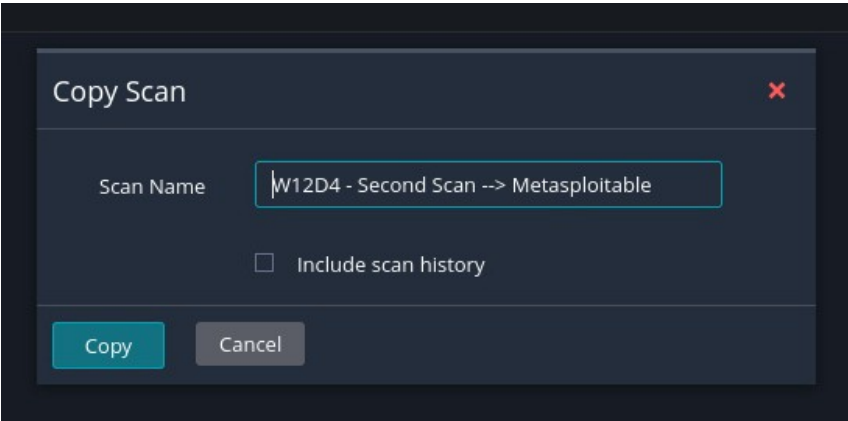 Copy Scan
Scan Name
W12D4 - Second Scan --> Metasploitable
Include scan history
Copy
Cancel